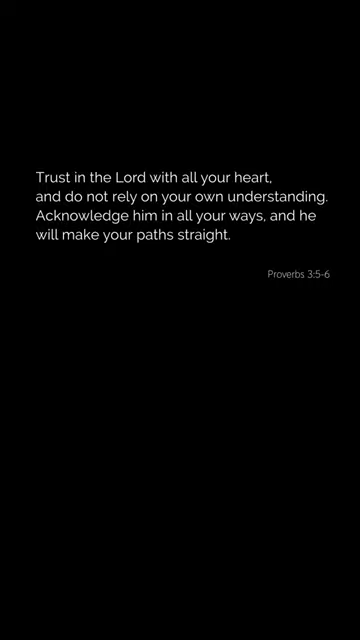 Trust in the Lord with all your heart,
and do not rely on your own understanding.
Acknowledge him in all your ways, and he
will make your paths straight.
Proverbs 3:5-6